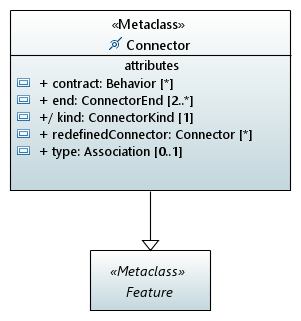 «Metaclass»
Connector
attributes
+ contract: Behavior [*]
+ end: ConnectorEnd [2..*]
+/ kind: ConnectorKind [1]
+ redefinedConnector: Connector [*]
+ type: Association [0..1]
«Metaclass»
Feature